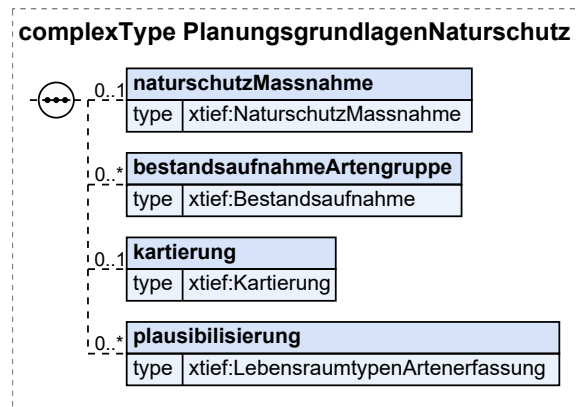 complexType PlanungsgrundlagenNaturschutz
0..1 naturschutzMassnahme
type xtief:NaturschutzMassnahme
0..* bestandsaufnahmeArtengruppe
type xtief:Bestandsaufnahme
0..1 kartierung
type xtief:Kartierung
0..* plausibilisierung
type xtief:LebensraumtypenArtenerfassung